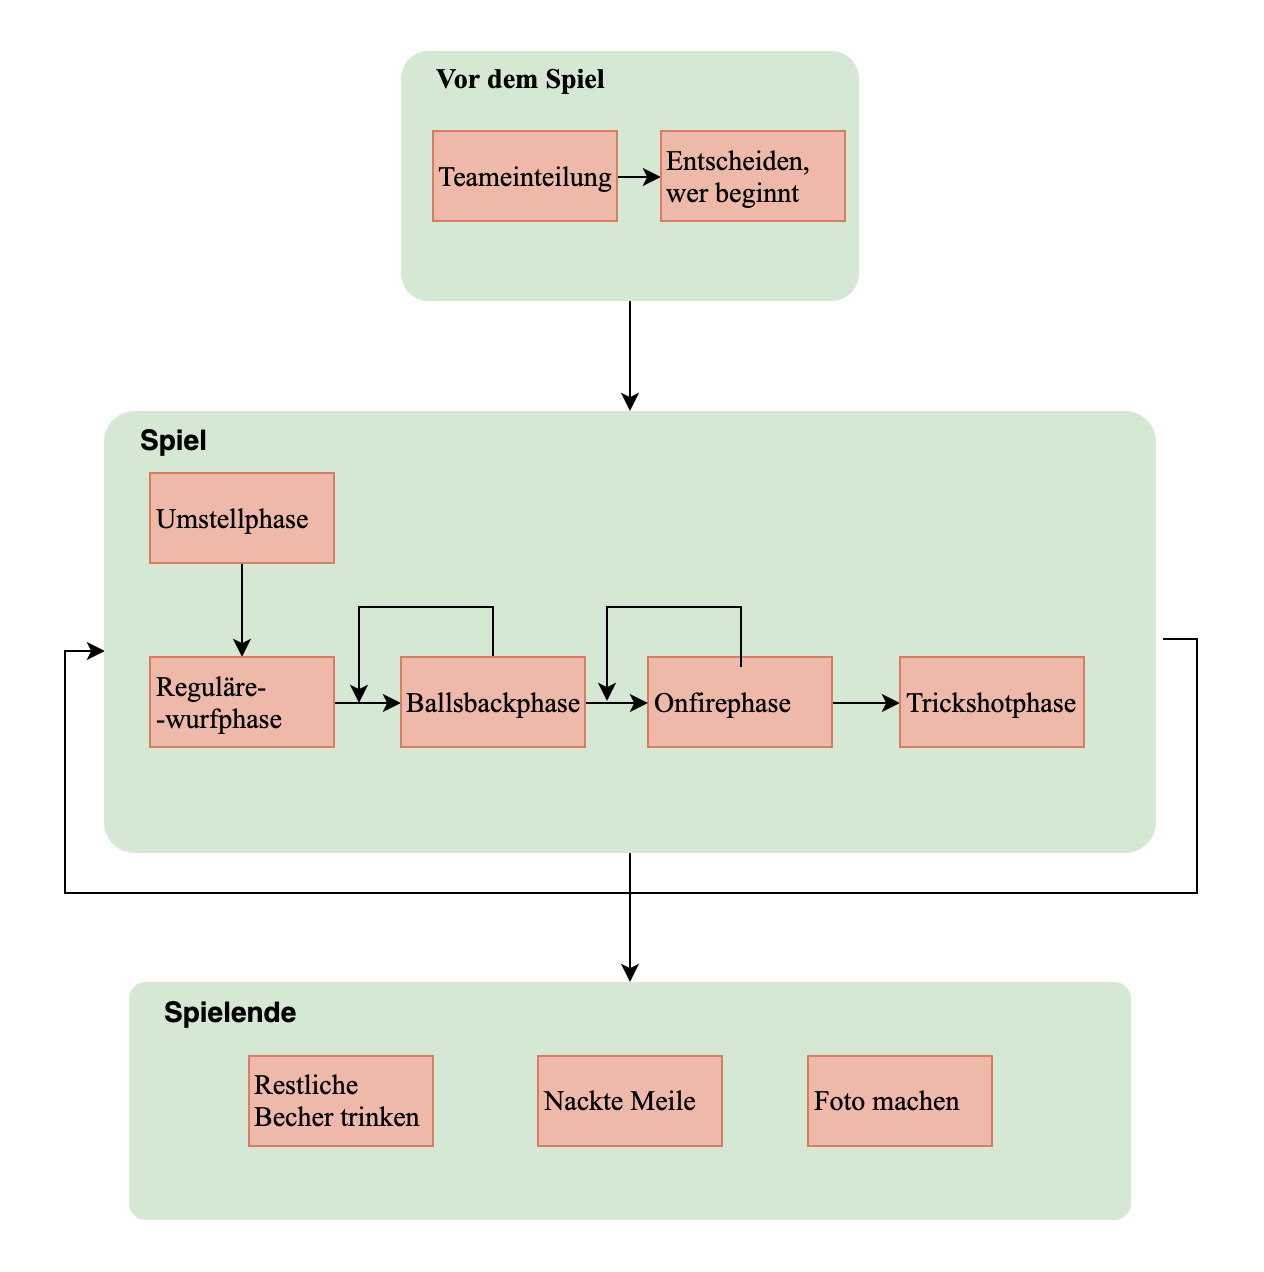 Vor dem Spiel
Teameinteilung
Entscheiden,
wer beginnt
Spiel
Umstellphase
Reguläre-
-wurfphase
Ballsbackphase
Onfirephase
Trickshotphase
Spielende
Restliche
Becher trinken
Nackte Meile
Foto machen